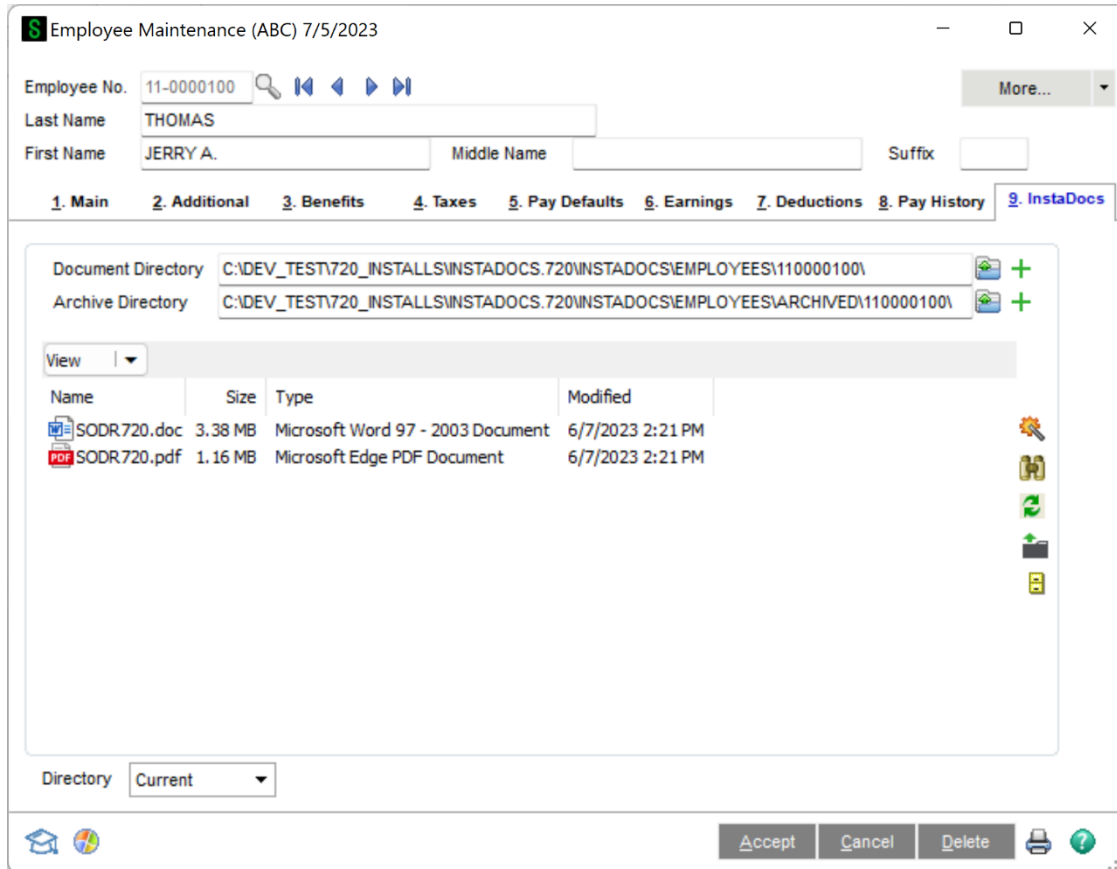 Employee Maintenance (ABC) 7/5/2023
Employee No. 11-0000100 More...
Last Name THOMAS
First Name JERRY A. Middle Name Suffix
1. Main 2. Additional 3. Benefits 4. Taxes 5. Pay Defaults 6. Earnings 7. Deductions 8. Pay History 9. InstaDocs
Document Directory C:\DEV_TEST\720_INSTALLS\INSTADOCS.720\INSTADOCS\EMPLOYEES\110000100\
Archive Directory C:\DEV_TEST\720_INSTALLS\INSTADOCS.720\INSTADOCS\EMPLOYEES\ARCHIVED\110000100\
View
Name Size Type Modified
SODR720.doc 3.38 MB Microsoft Word 97 - 2003 Document 6/7/2023 2:21 PM
PDF SODR720.pdf 1.16 MB Microsoft Edge PDF Document 6/7/2023 2:21 PM
Directory Current
Accept Cancel Delete